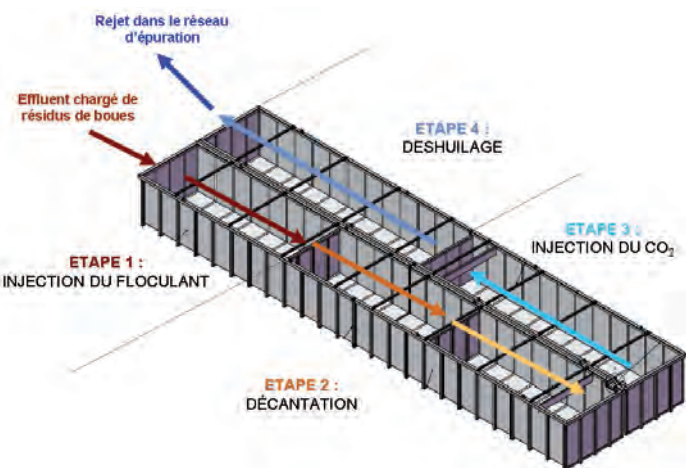 Rejet dans le réseau
d'épuration
Effluent chargé de
résidus de boues
ETAPE 4 :
DESHUILAGE
ETAPE 3 :
INJECTION DU CO₂
ETAPE 1 :
INJECTION DU FLOCULANT
ETAPE 2 :
DÉCANTATION